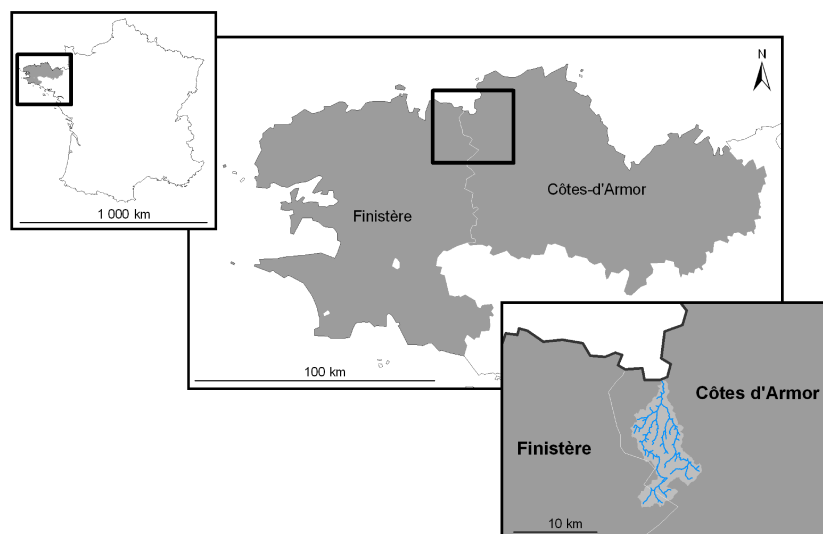 1 000 km
N
Côtes-d'Armor
Finistère
100 km
Côtes d'Armor
Finistère
10 km